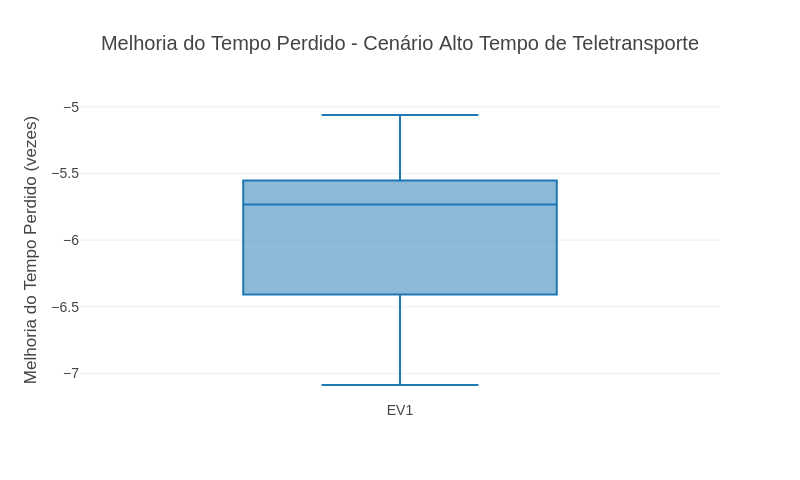 Melhoria do Tempo Perdido - Cenário Alto Tempo de Teletransporte
Melhoria do Tempo Perdido (vezes)
−5
−5.5
−6
−6.5
−7
EV1